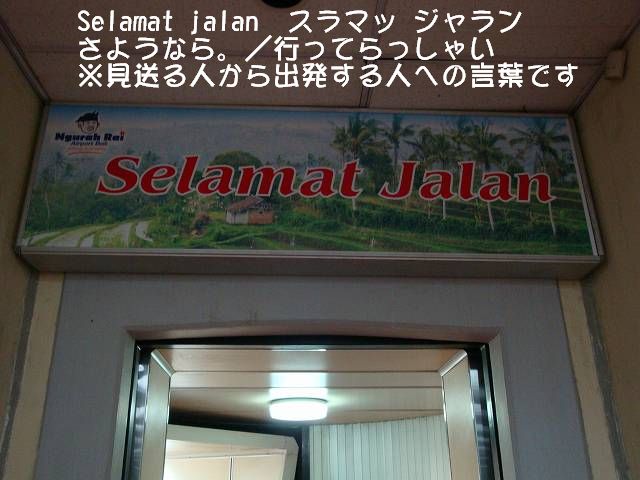 Selamat jalan スラマッ ジャラン
さようなら。／行ってらっしゃい
※見送る人から出発する人への言葉です
Ngurah Rai
Airport Bali
Selamat Jalan